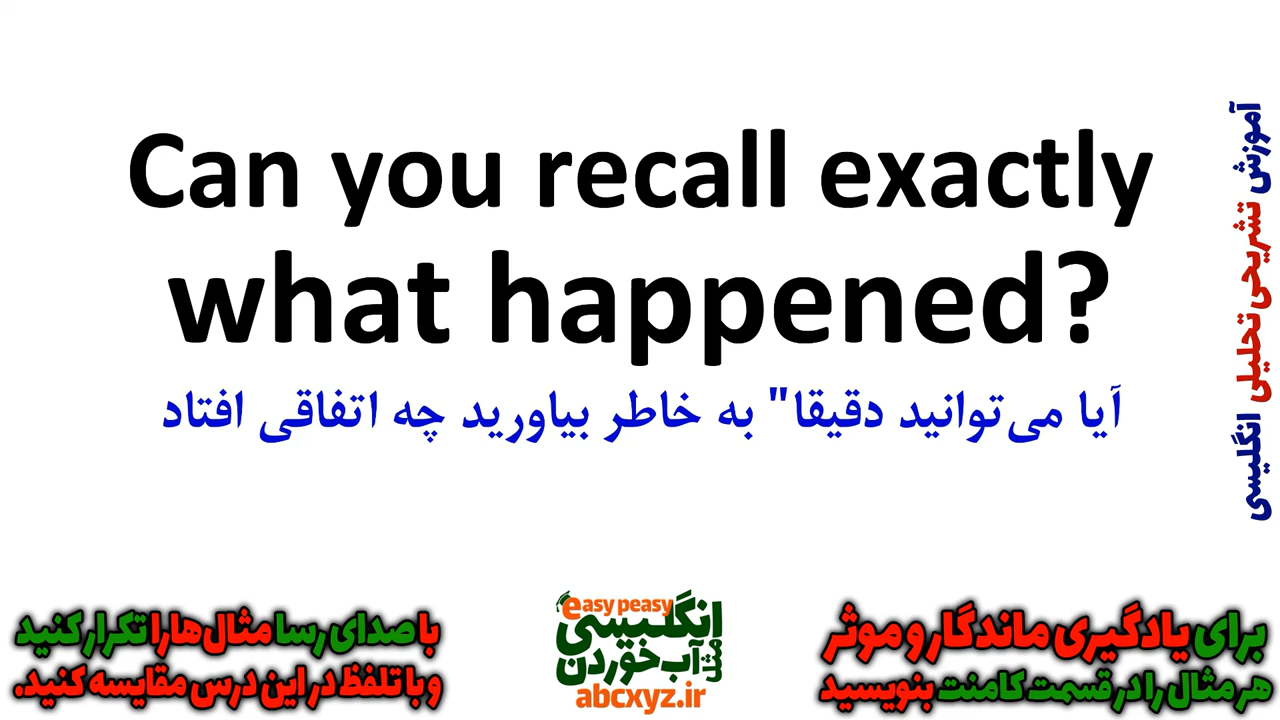 Can you recall exactly
what happened?
آیا می‌توانید دقیقا" به خاطر بیاورید چه اتفاقی افتاد
آموزش تشریحی تحلیلی انگلیسی
برای یادگیری ماندگار و موثر
هر مثال را در قسمت کامنت بنویسید
easy peasy
انگلیسی
مثل آب خوردن
abcxyz.ir
با صدای رسا مثال‌ها را تکرار کنید
و با تلفظ در این درس مقایسه کنید.